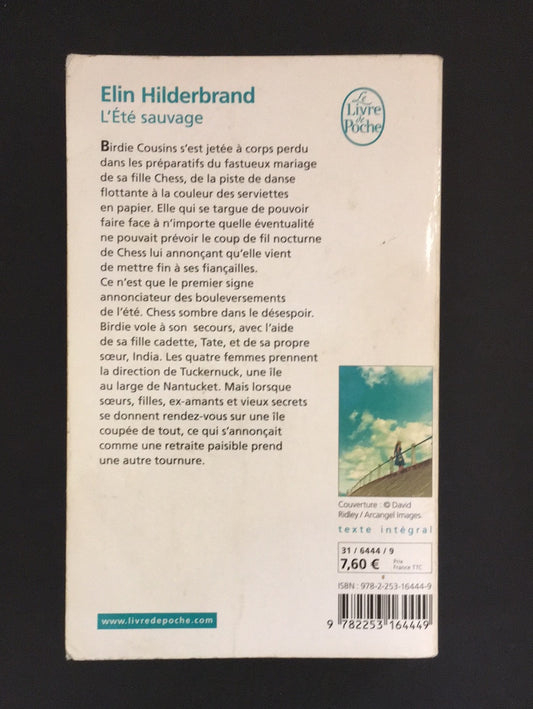 Elin Hilderbrand
L'Été sauvage
Le
Livre
de
Poche
Birdie Cousins s'est jetée à corps perdu
dans les préparatifs du fastueux mariage
de sa fille Chess, de la piste de danse
flottante à la couleur des serviettes
en papier. Elle qui se targue de pouvoir
faire face à n'importe quelle éventualité
ne pouvait prévoir le coup de fil nocturne
de Chess lui annonçant qu'elle vient
de mettre fin à ses fiançailles.
Ce n'est que le premier signe
annonciateur des bouleversements
de l'été. Chess sombre dans le désespoir.
Birdie vole à son secours, avec l'aide
de sa fille cadette, Tate, et de sa propre
sœur, India. Les quatre femmes prennent
la direction de Tuckernuck, une île
au large de Nantucket. Mais lorsque
sœurs, filles, ex-amants et vieux secrets
se donnent rendez-vous sur une île
coupée de tout, ce qui s'annonçait
comme une retraite paisible prend
une autre tournure.
Couverture : © David
Ridley / Arcangel Images.
texte intégral
31 / 6444 / 9
7,60 €
Prix
France TTC
ISBN : 978-2-253-16444-9
9 782253 164449
www.livredepoche.com